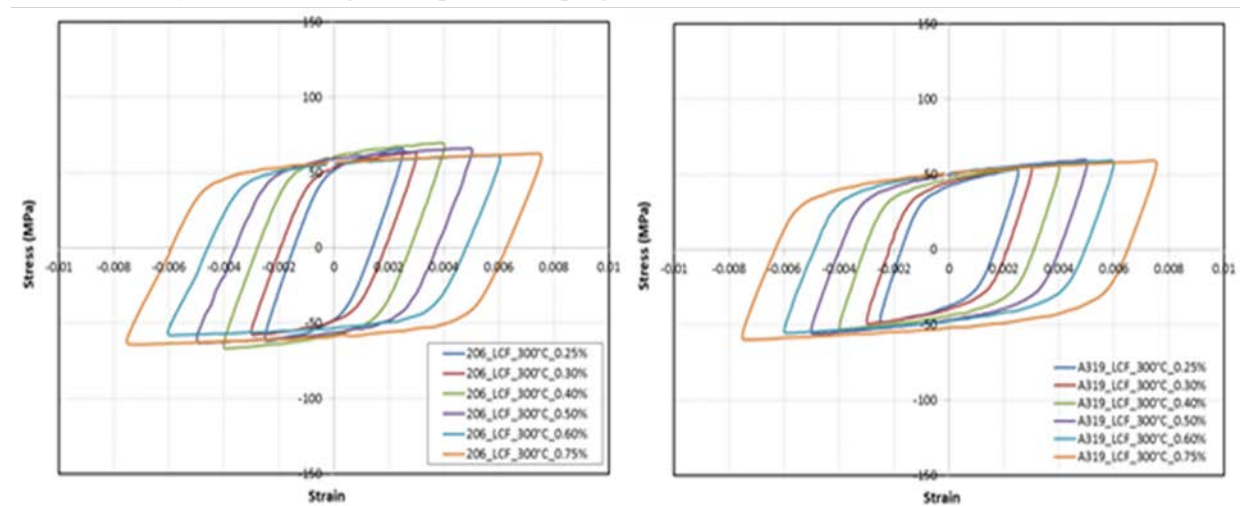 150
100
50
0
-0.01 -0.008 -0.006 -0.004 -0.002 0 0.002 0.004 0.006 0.008 0.01
-50
-100
-150
Stress (MPa)
Strain
206_LCF_300°C_0.25%
206_LCF_300°C_0.30%
206_LCF_300°C_0.40%
206_LCF_300°C_0.50%
206_LCF_300°C_0.60%
206_LCF_300°C_0.75%
150
100
50
0
-0.01 -0.008 -0.006 -0.004 -0.002 0 0.002 0.004 0.006 0.008 0.01
-50
-100
-150
Stress (MPa)
Strain
A319_LCF_300°C_0.25%
A319_LCF_300°C_0.30%
A319_LCF_300°C_0.40%
A319_LCF_300°C_0.50%
A319_LCF_300°C_0.60%
A319_LCF_300°C_0.75%